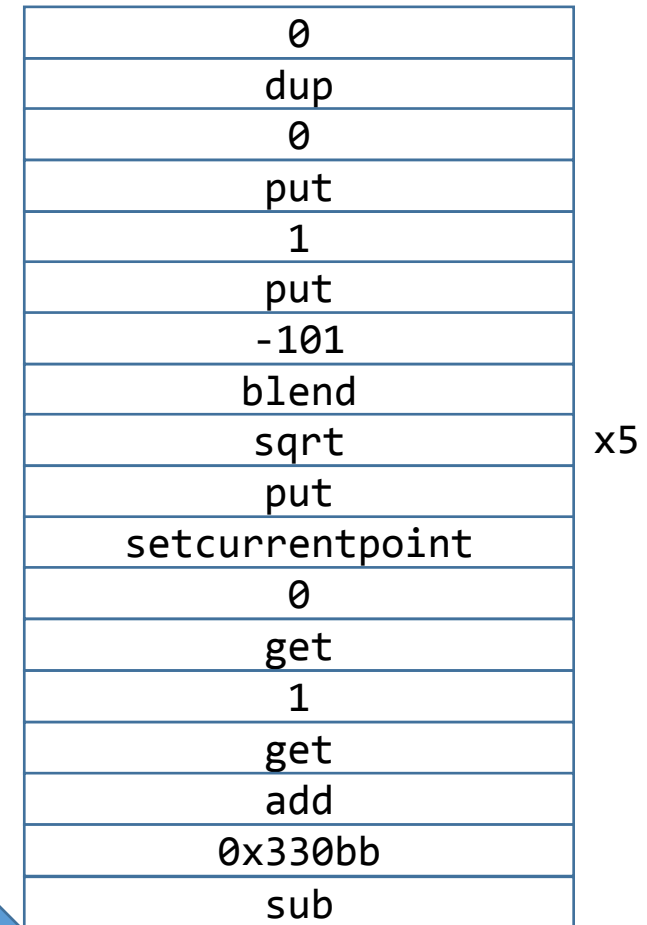 0
dup
0
put
1
put
-101
blend
sqrt x5
put
setcurrentpoint
0
get
1
get
add
0x330bb
sub